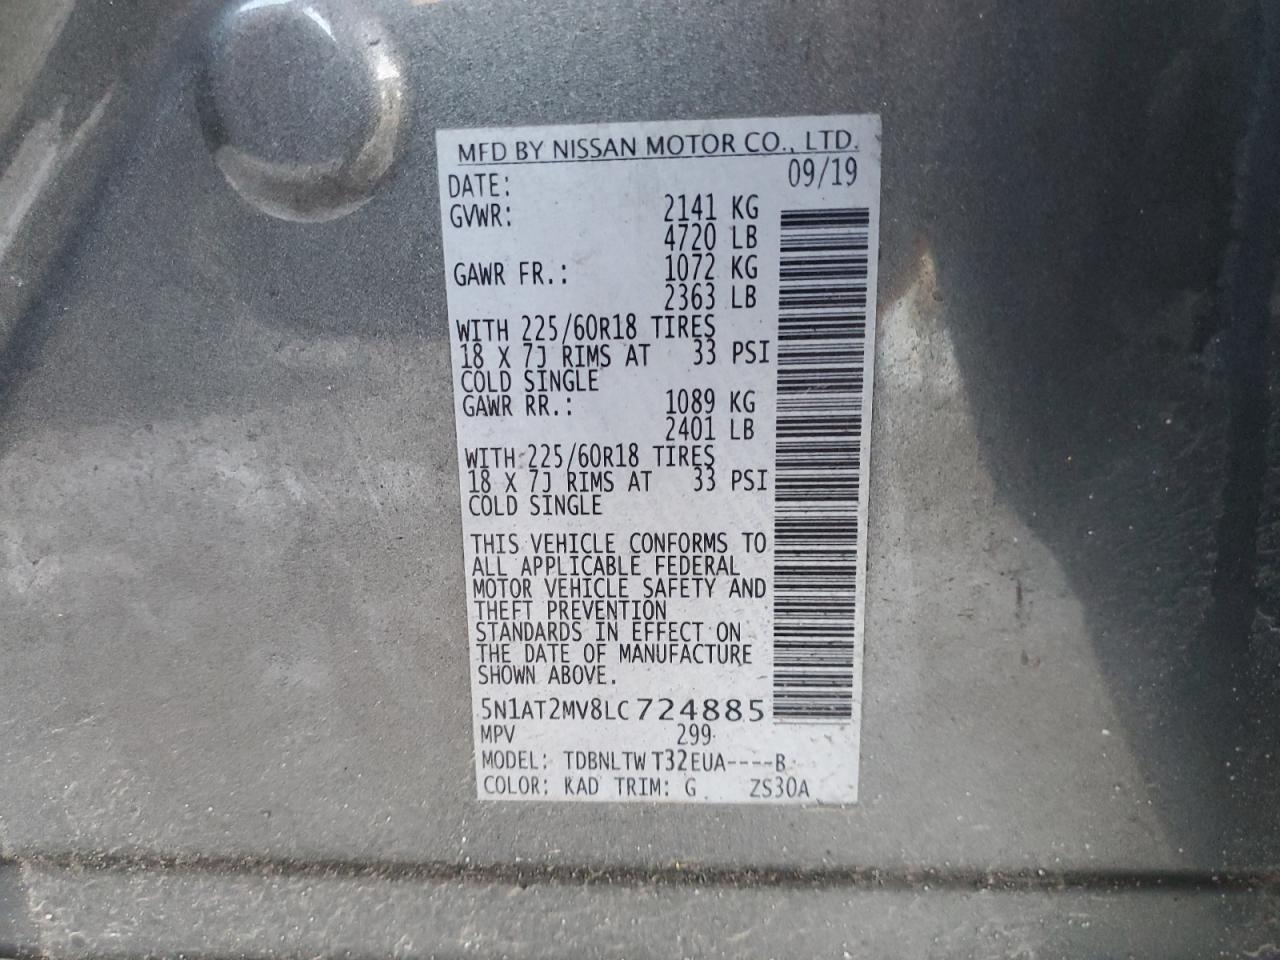 MFD BY NISSAN MOTOR CO., LTD.
DATE: 09/19
GVWR: 2141 KG
4720 LB
GAWR FR.: 1072 KG
2363 LB
WITH 225/60R18 TIRES
18 X 7J RIMS AT 33 PSI
COLD SINGLE
GAWR RR.: 1089 KG
2401 LB
WITH 225/60R18 TIRES
18 X 7J RIMS AT 33 PSI
COLD SINGLE
THIS VEHICLE CONFORMS TO
ALL APPLICABLE FEDERAL
MOTOR VEHICLE SAFETY AND
THEFT PREVENTION
STANDARDS IN EFFECT ON
THE DATE OF MANUFACTURE
SHOWN ABOVE.
5N1AT2MV8LC724885
MPV 299
MODEL: TDBNLTW T32EUA----B
COLOR: KAD TRIM: G ZS30A